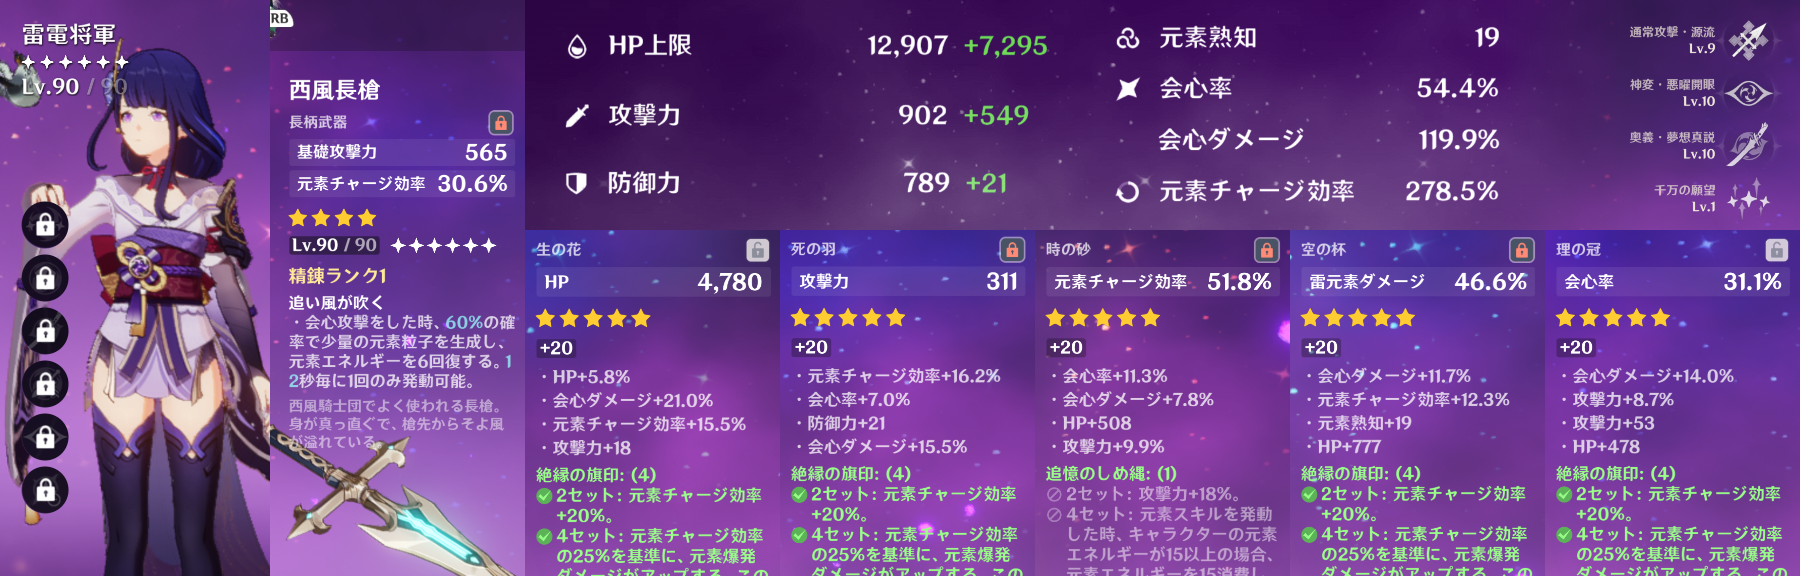 雷電将軍
Lv.90 / 90
RB
西風長槍
長柄武器
基礎攻撃力 565
元素チャージ効率 30.6%
Lv.90 / 90
精錬ランク1
追い風が吹く
・会心攻撃をした時、60%の確
率で少量の元素粒子を生成し、
元素エネルギーを6回復する。1
2秒毎に1回のみ発動可能。
西風騎士団でよく使われる長槍。
身が真っ直ぐで、槍先からそよ風
が溢れている。
HP上限 12,907 +7,295
攻撃力 902 +549
防御力 789 +21
元素熟知 19
会心率 54.4%
会心ダメージ 119.9%
元素チャージ効率 278.5%
通常攻撃・源流
Lv.9
神変・悪曜開眼
Lv.10
奥義・夢想真説
Lv.10
千万の願望
Lv.1
生の花
HP 4,780
+20
・HP+5.8%
・会心ダメージ+21.0%
・元素チャージ効率+15.5%
・攻撃力+18
絶縁の旗印: (4)
2セット: 元素チャージ効率
+20%。
4セット: 元素チャージ効率
の25%を基準に、元素爆発
ダメージがアップする。この
死の羽
攻撃力 311
+20
・元素チャージ効率+16.2%
・会心率+7.0%
・防御力+21
・会心ダメージ+15.5%
絶縁の旗印: (4)
2セット: 元素チャージ効率
+20%。
4セット: 元素チャージ効率
の25%を基準に、元素爆発
ダメージがアップする。この
時の砂
元素チャージ効率 51.8%
+20
・会心率+11.3%
・会心ダメージ+7.8%
・HP+508
・攻撃力+9.9%
追憶のしめ縄: (1)
2セット: 攻撃力+18%。
4セット: 元素スキルを発動
した時、キャラクターの元素
エネルギーが15以上の場合、
元素エネルギーを15消費し
空の杯
雷元素ダメージ 46.6%
+20
・会心ダメージ+11.7%
・元素チャージ効率+12.3%
・元素熟知+19
・HP+777
絶縁の旗印: (4)
2セット: 元素チャージ効率
+20%。
4セット: 元素チャージ効率
の25%を基準に、元素爆発
ダメージがアップする。この
理の冠
会心率 31.1%
+20
・会心ダメージ+14.0%
・攻撃力+8.7%
・攻撃力+53
・HP+478
絶縁の旗印: (4)
2セット: 元素チャージ効率
+20%。
4セット: 元素チャージ効率
の25%を基準に、元素爆発
ダメージがアップする。この